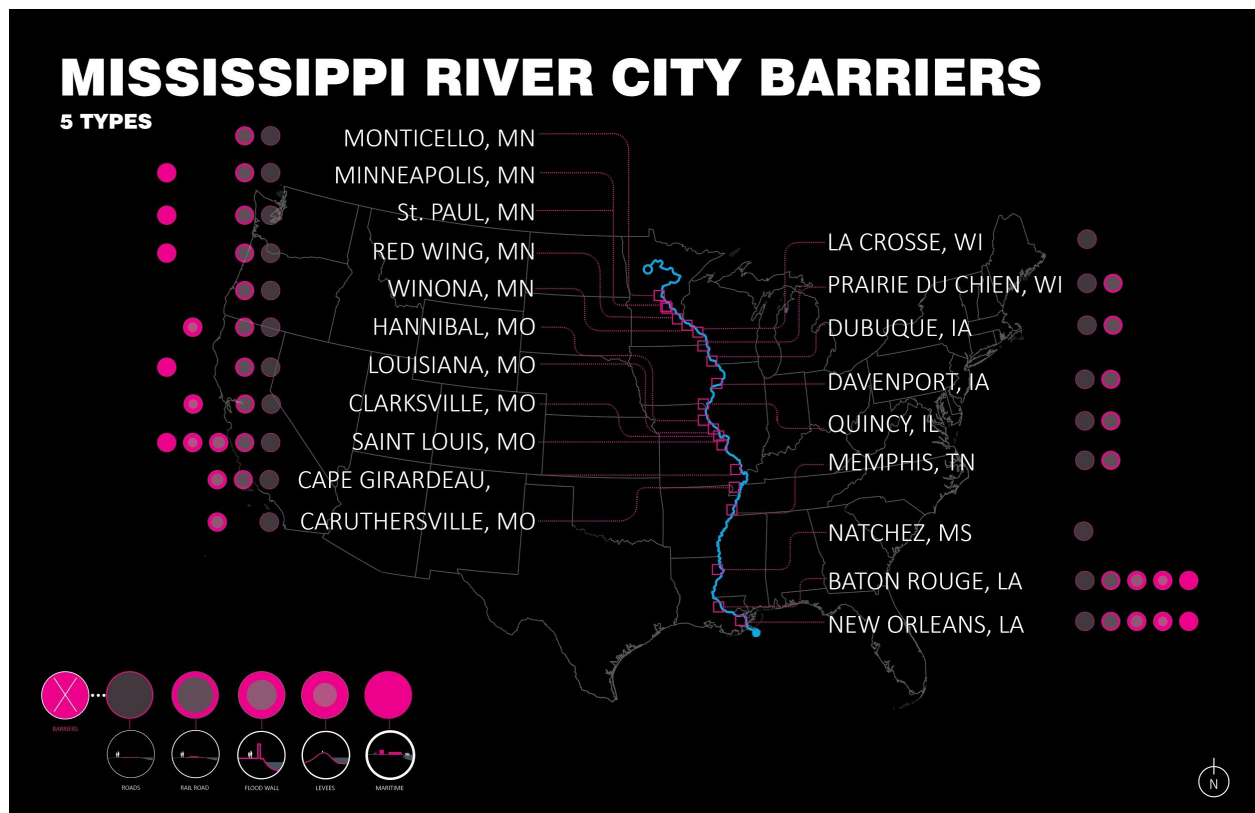 MISSISSIPPI RIVER CITY BARRIERS
5 TYPES
MONTICELLO, MN
MINNEAPOLIS, MN
St. PAUL, MN
RED WING, MN
WINONA, MN
HANNIBAL, MO
LOUISIANA, MO
CLARKSVILLE, MO
SAINT LOUIS, MO
CAPE GIRARDEAU,
CARUTHERSVILLE, MO
LA CROSSE, WI
PRAIRIE DU CHIEN, WI
DUBUQUE, IA
DAVENPORT, IA
QUINCY, IL
MEMPHIS, TN
NATCHEZ, MS
BATON ROUGE, LA
NEW ORLEANS, LA
BARRIERS
ROADS
RAIL ROAD
FLOOD WALL
LEVEES
MARITIME
N